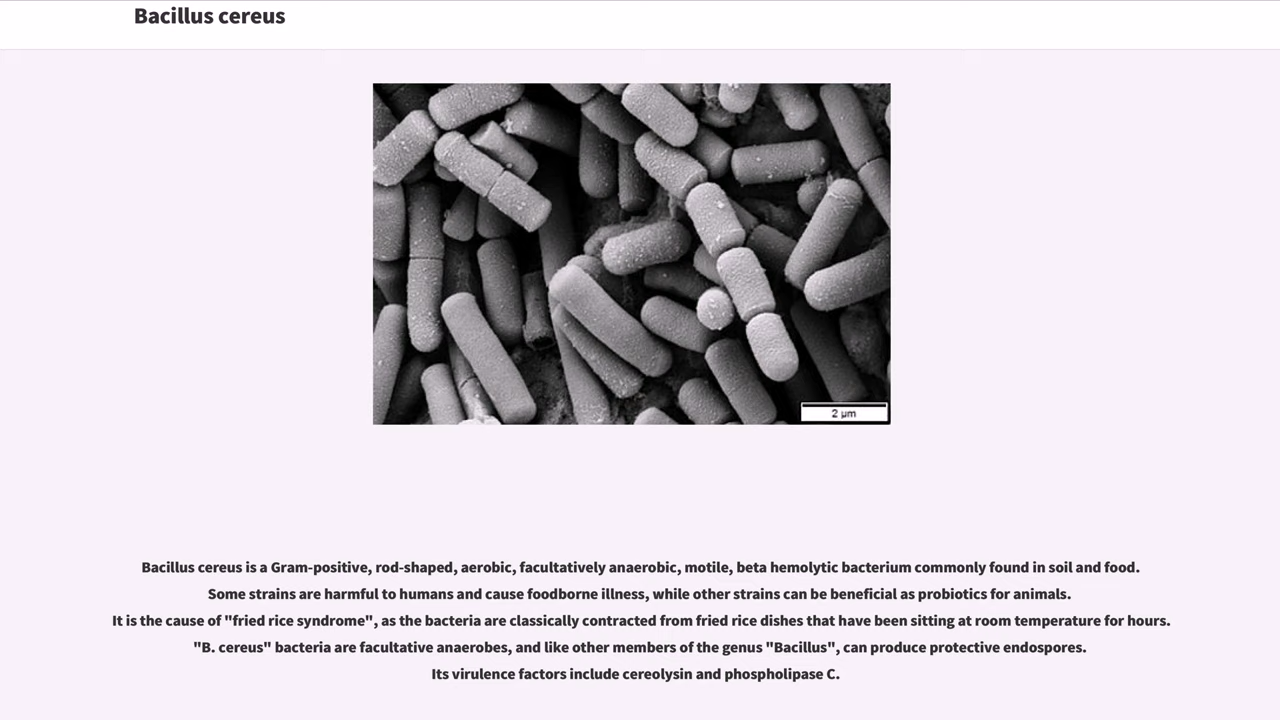 Bacillus cereus
2 µm
Bacillus cereus is a Gram-positive, rod-shaped, aerobic, facultatively anaerobic, motile, beta hemolytic bacterium commonly found in soil and food.
Some strains are harmful to humans and cause foodborne illness, while other strains can be beneficial as probiotics for animals.
It is the cause of "fried rice syndrome", as the bacteria are classically contracted from fried rice dishes that have been sitting at room temperature for hours.
"B. cereus" bacteria are facultative anaerobes, and like other members of the genus "Bacillus", can produce protective endospores.
Its virulence factors include cereolysin and phospholipase C.